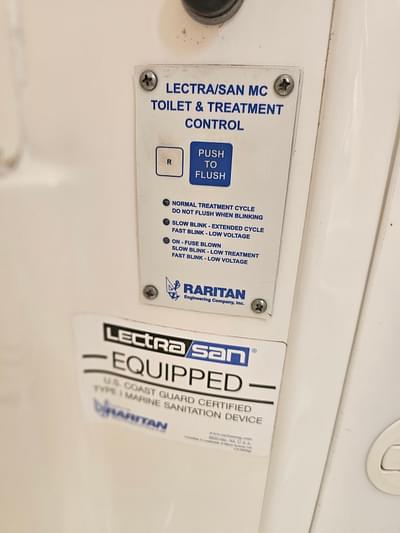 LECTRA/SAN MC
TOILET & TREATMENT
CONTROL
R
PUSH
TO
FLUSH
NORMAL TREATMENT CYCLE
DO NOT FLUSH WHEN BLINKING
SLOW BLINK - EXTENDED CYCLE
FAST BLINK - LOW VOLTAGE
ON - FUSE BLOWN
SLOW BLINK - LOW TREATMENT
FAST BLINK - LOW VOLTAGE
RARITAN
Engineering Company, Inc.
LECTRA/SAN®
EQUIPPED
U.S. COAST GUARD CERTIFIED
TYPE I MARINE SANITATION DEVICE
RARITAN